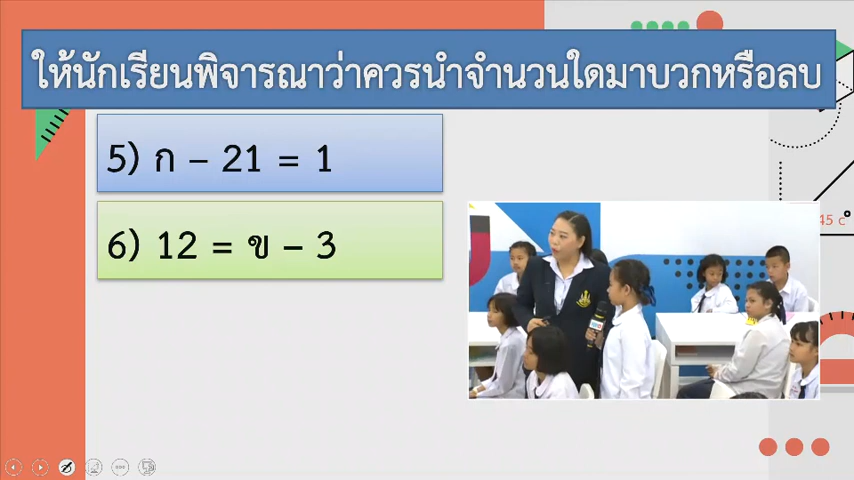 ให้นักเรียนพิจารณาว่าควรนำจำนวนใดมาบวกหรือลบ
5) ก – 21 = 1
6) 12 = ข – 3
45 c°